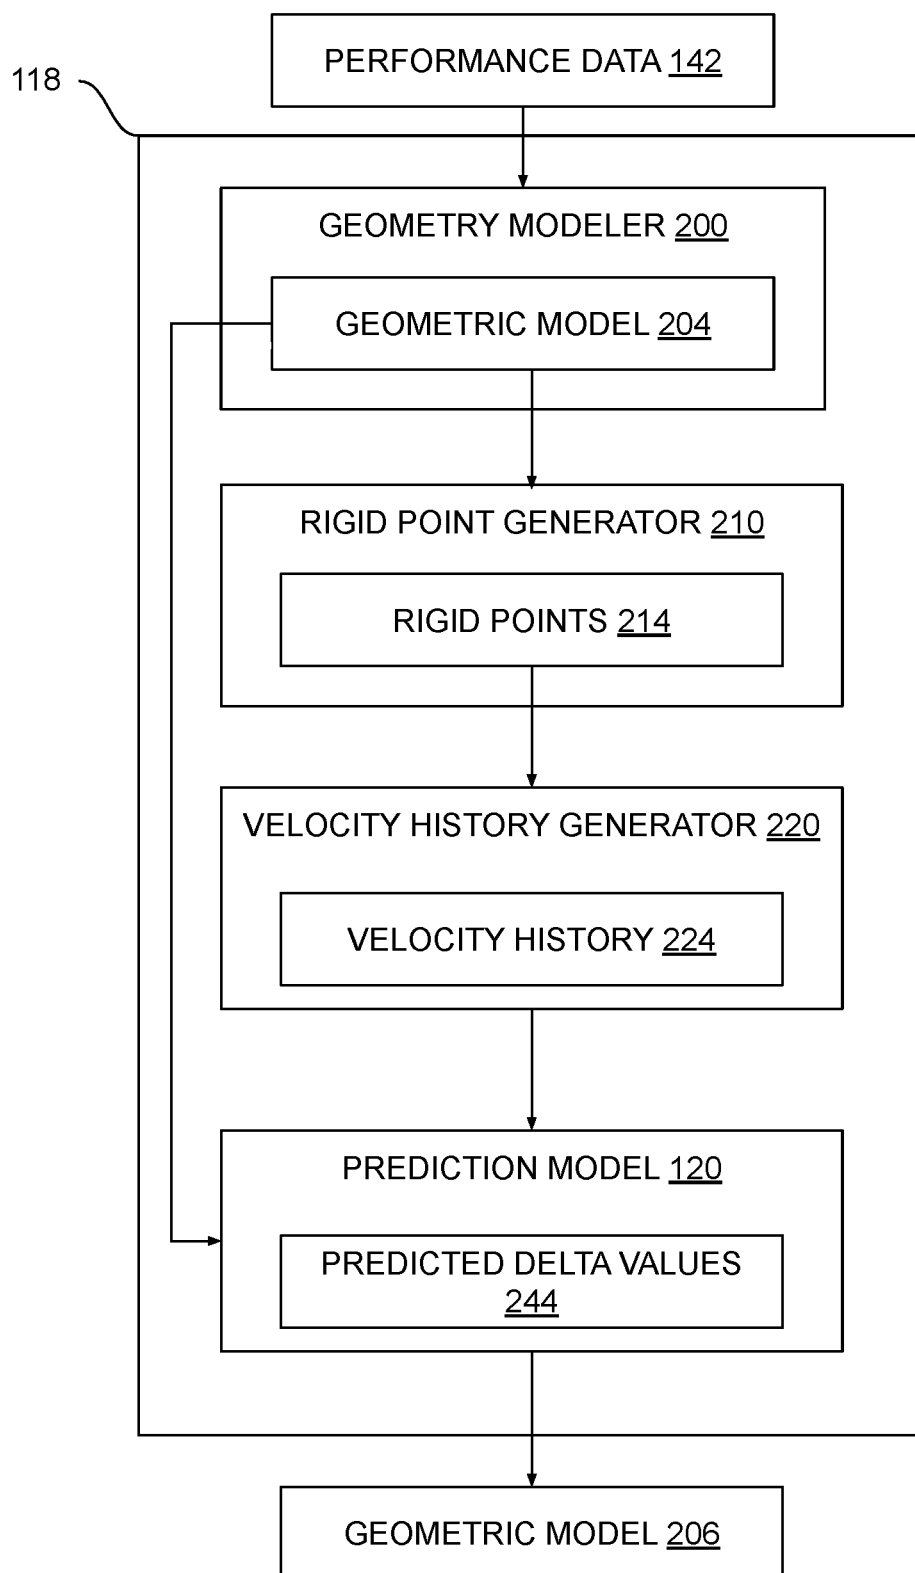 PERFORMANCE DATA 142
118
GEOMETRY MODELER 200
GEOMETRIC MODEL 204
RIGID POINT GENERATOR 210
RIGID POINTS 214
VELOCITY HISTORY GENERATOR 220
VELOCITY HISTORY 224
PREDICTION MODEL 120
PREDICTED DELTA VALUES
244
GEOMETRIC MODEL 206